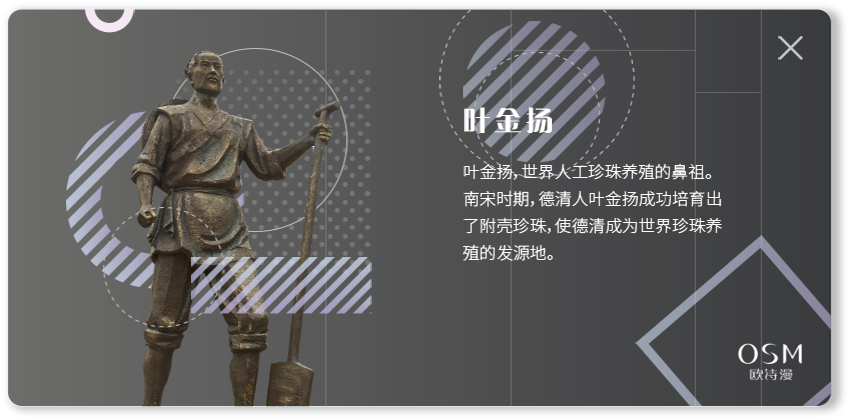 叶金扬
叶金扬，世界人工珍珠养殖的鼻祖。
南宋时期，德清人叶金扬成功培育出
了附壳珍珠，使德清成为世界珍珠养
殖的发源地。
OSM
欧诗漫